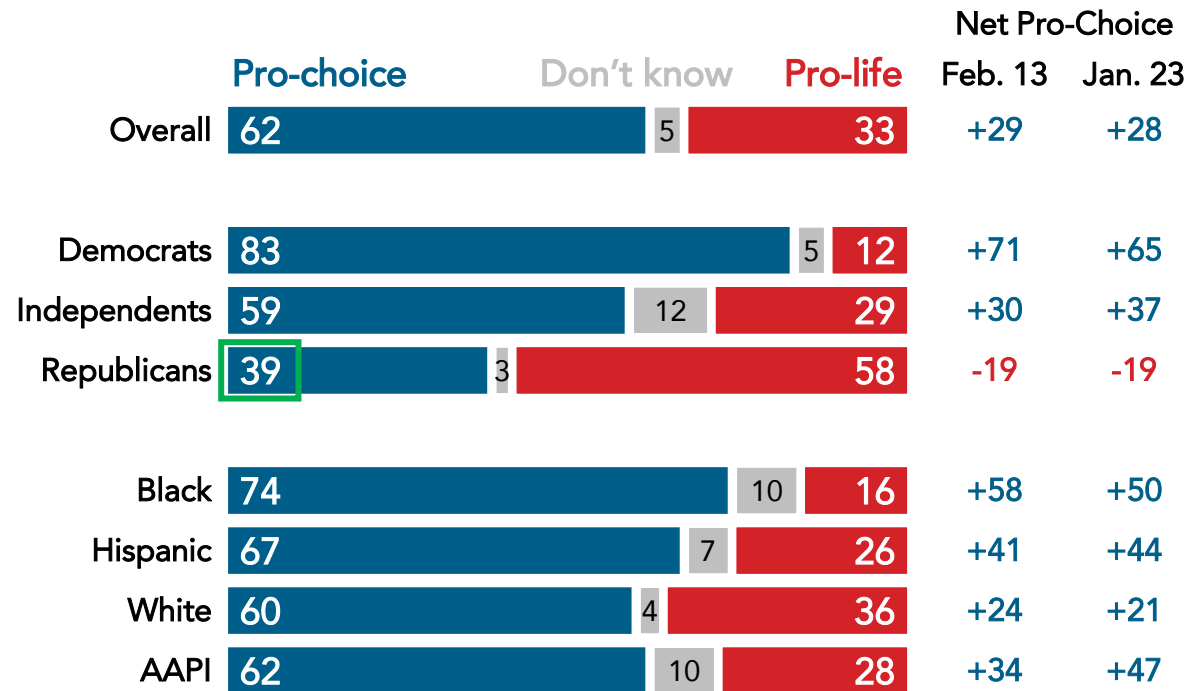 Net Pro-Choice
Pro-choice Don't know Pro-life Feb. 13 Jan. 23
Overall 62 5 33 +29 +28
Democrats 83 5 12 +71 +65
Independents 59 12 29 +30 +37
Republicans 39 3 58 -19 -19
Black 74 10 16 +58 +50
Hispanic 67 7 26 +41 +44
White 60 4 36 +24 +21
AAPI 62 10 28 +34 +47